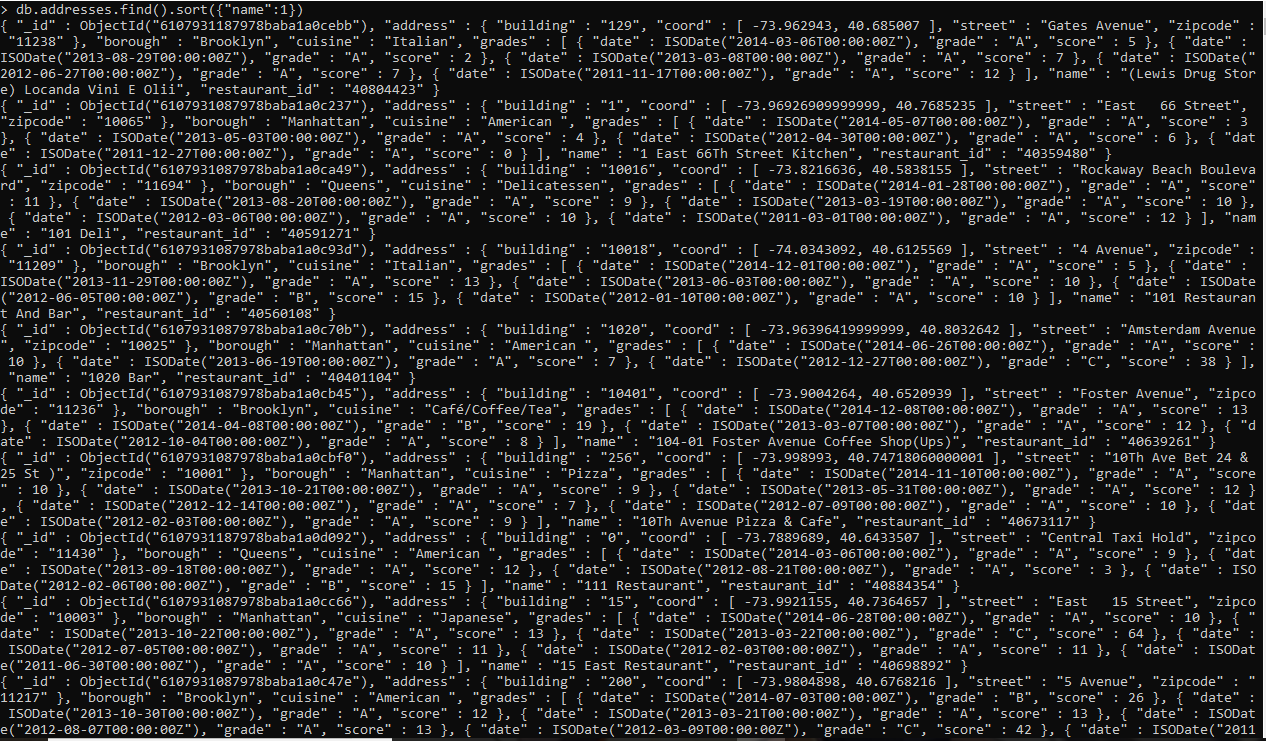 > db.addresses.find().sort({"name":1})
{ "_id" : ObjectId("6107931187978baba1a0cebb"), "address" : { "building" : "129", "coord" : [ -73.962943, 40.685007 ], "street" : "Gates Avenue", "zipcode" :
 "11238" }, "borough" : "Brooklyn", "cuisine" : "Italian", "grades" : [ { "date" : ISODate("2014-03-06T00:00:00Z"), "grade" : "A", "score" : 5 }, { "date" :
ISODate("2013-08-29T00:00:00Z"), "grade" : "A", "score" : 2 }, { "date" : ISODate("2013-03-08T00:00:00Z"), "grade" : "A", "score" : 7 }, { "date" : ISODate("
2012-06-27T00:00:00Z"), "grade" : "A", "score" : 7 }, { "date" : ISODate("2011-11-17T00:00:00Z"), "grade" : "A", "score" : 12 } ], "name" : "(Lewis Drug Stor
e) Locanda Vini E Olii", "restaurant_id" : "40804423" }
{ "_id" : ObjectId("6107931087978baba1a0c237"), "address" : { "building" : "1", "coord" : [ -73.96926909999999, 40.7685235 ], "street" : "East   66 Street",
"zipcode" : "10065" }, "borough" : "Manhattan", "cuisine" : "American ", "grades" : [ { "date" : ISODate("2014-05-07T00:00:00Z"), "grade" : "A", "score" : 3
}, { "date" : ISODate("2013-05-03T00:00:00Z"), "grade" : "A", "score" : 4 }, { "date" : ISODate("2012-04-30T00:00:00Z"), "grade" : "A", "score" : 6 }, { "dat
e" : ISODate("2011-12-27T00:00:00Z"), "grade" : "A", "score" : 0 } ], "name" : "1 East 66Th Street Kitchen", "restaurant_id" : "40359480" }
{ "_id" : ObjectId("6107931087978baba1a0ca49"), "address" : { "building" : "10016", "coord" : [ -73.8216636, 40.5838155 ], "street" : "Rockaway Beach Bouleva
rd", "zipcode" : "11694" }, "borough" : "Queens", "cuisine" : "Delicatessen", "grades" : [ { "date" : ISODate("2014-01-28T00:00:00Z"), "grade" : "A", "score"
 : 11 }, { "date" : ISODate("2013-08-20T00:00:00Z"), "grade" : "A", "score" : 9 }, { "date" : ISODate("2013-03-19T00:00:00Z"), "grade" : "A", "score" : 10 },
 { "date" : ISODate("2012-03-06T00:00:00Z"), "grade" : "A", "score" : 10 }, { "date" : ISODate("2011-03-01T00:00:00Z"), "grade" : "A", "score" : 12 } ], "nam
e" : "101 Deli", "restaurant_id" : "40591271" }
{ "_id" : ObjectId("6107931087978baba1a0c93d"), "address" : { "building" : "10018", "coord" : [ -74.0343092, 40.6125569 ], "street" : "4 Avenue", "zipcode" :
 "11209" }, "borough" : "Brooklyn", "cuisine" : "Italian", "grades" : [ { "date" : ISODate("2014-12-01T00:00:00Z"), "grade" : "A", "score" : 5 }, { "date" :
ISODate("2013-11-29T00:00:00Z"), "grade" : "A", "score" : 13 }, { "date" : ISODate("2013-06-03T00:00:00Z"), "grade" : "A", "score" : 10 }, { "date" : ISODate
("2012-06-05T00:00:00Z"), "grade" : "B", "score" : 15 }, { "date" : ISODate("2012-01-10T00:00:00Z"), "grade" : "A", "score" : 10 } ], "name" : "101 Restauran
t And Bar", "restaurant_id" : "40560108" }
{ "_id" : ObjectId("6107931087978baba1a0c70b"), "address" : { "building" : "1020", "coord" : [ -73.96396419999999, 40.8032642 ], "street" : "Amsterdam Avenue
", "zipcode" : "10025" }, "borough" : "Manhattan", "cuisine" : "American ", "grades" : [ { "date" : ISODate("2014-06-26T00:00:00Z"), "grade" : "A", "score" :
 10 }, { "date" : ISODate("2013-06-19T00:00:00Z"), "grade" : "A", "score" : 7 }, { "date" : ISODate("2012-12-27T00:00:00Z"), "grade" : "C", "score" : 38 } ],
 "name" : "1020 Bar", "restaurant_id" : "40401104" }
{ "_id" : ObjectId("6107931087978baba1a0cb45"), "address" : { "building" : "10401", "coord" : [ -73.9004264, 40.6520939 ], "street" : "Foster Avenue", "zipco
de" : "11236" }, "borough" : "Brooklyn", "cuisine" : "Café/Coffee/Tea", "grades" : [ { "date" : ISODate("2014-12-08T00:00:00Z"), "grade" : "A", "score" : 13
}, { "date" : ISODate("2014-04-08T00:00:00Z"), "grade" : "B", "score" : 19 }, { "date" : ISODate("2013-03-07T00:00:00Z"), "grade" : "A", "score" : 12 }, { "d
ate" : ISODate("2012-10-04T00:00:00Z"), "grade" : "A", "score" : 8 } ], "name" : "104-01 Foster Avenue Coffee Shop(Ups)", "restaurant_id" : "40639261" }
{ "_id" : ObjectId("6107931087978baba1a0cbf0"), "address" : { "building" : "256", "coord" : [ -73.998993, 40.74718060000001 ], "street" : "10Th Ave Bet 24 &
25 St )", "zipcode" : "10001" }, "borough" : "Manhattan", "cuisine" : "Pizza", "grades" : [ { "date" : ISODate("2014-11-10T00:00:00Z"), "grade" : "A", "score
" : 10 }, { "date" : ISODate("2013-10-21T00:00:00Z"), "grade" : "A", "score" : 9 }, { "date" : ISODate("2013-05-31T00:00:00Z"), "grade" : "A", "score" : 12 }
, { "date" : ISODate("2012-12-14T00:00:00Z"), "grade" : "A", "score" : 7 }, { "date" : ISODate("2012-07-09T00:00:00Z"), "grade" : "A", "score" : 10 }, { "dat
e" : ISODate("2012-02-03T00:00:00Z"), "grade" : "A", "score" : 9 } ], "name" : "10Th Avenue Pizza & Cafe", "restaurant_id" : "40673117" }
{ "_id" : ObjectId("6107931187978baba1a0d092"), "address" : { "building" : "0", "coord" : [ -73.7889689, 40.6433507 ], "street" : "Central Taxi Hold", "zipco
de" : "11430" }, "borough" : "Queens", "cuisine" : "American ", "grades" : [ { "date" : ISODate("2014-03-06T00:00:00Z"), "grade" : "A", "score" : 9 }, { "dat
e" : ISODate("2013-09-18T00:00:00Z"), "grade" : "A", "score" : 12 }, { "date" : ISODate("2012-08-21T00:00:00Z"), "grade" : "A", "score" : 3 }, { "date" : ISO
Date("2012-02-06T00:00:00Z"), "grade" : "B", "score" : 15 } ], "name" : "111 Restaurant", "restaurant_id" : "40884354" }
{ "_id" : ObjectId("6107931087978baba1a0cc66"), "address" : { "building" : "15", "coord" : [ -73.9921155, 40.7364657 ], "street" : "East   15 Street", "zipco
de" : "10003" }, "borough" : "Manhattan", "cuisine" : "Japanese", "grades" : [ { "date" : ISODate("2014-06-28T00:00:00Z"), "grade" : "A", "score" : 10 }, { "
date" : ISODate("2013-10-22T00:00:00Z"), "grade" : "A", "score" : 13 }, { "date" : ISODate("2013-03-22T00:00:00Z"), "grade" : "C", "score" : 64 }, { "date" :
 ISODate("2012-07-05T00:00:00Z"), "grade" : "A", "score" : 11 }, { "date" : ISODate("2012-02-03T00:00:00Z"), "grade" : "A", "score" : 11 }, { "date" : ISODat
e("2011-06-30T00:00:00Z"), "grade" : "A", "score" : 10 } ], "name" : "15 East Restaurant", "restaurant_id" : "40698892" }
{ "_id" : ObjectId("6107931087978baba1a0c47e"), "address" : { "building" : "200", "coord" : [ -73.9804898, 40.6768216 ], "street" : "5 Avenue", "zipcode" : "
11217" }, "borough" : "Brooklyn", "cuisine" : "American ", "grades" : [ { "date" : ISODate("2014-07-03T00:00:00Z"), "grade" : "B", "score" : 26 }, { "date" :
 ISODate("2013-10-30T00:00:00Z"), "grade" : "A", "score" : 12 }, { "date" : ISODate("2013-03-21T00:00:00Z"), "grade" : "A", "score" : 13 }, { "date" : ISODat
e("2012-08-07T00:00:00Z"), "grade" : "A", "score" : 13 }, { "date" : ISODate("2012-03-09T00:00:00Z"), "grade" : "C", "score" : 42 }, { "date" : ISODate("2011